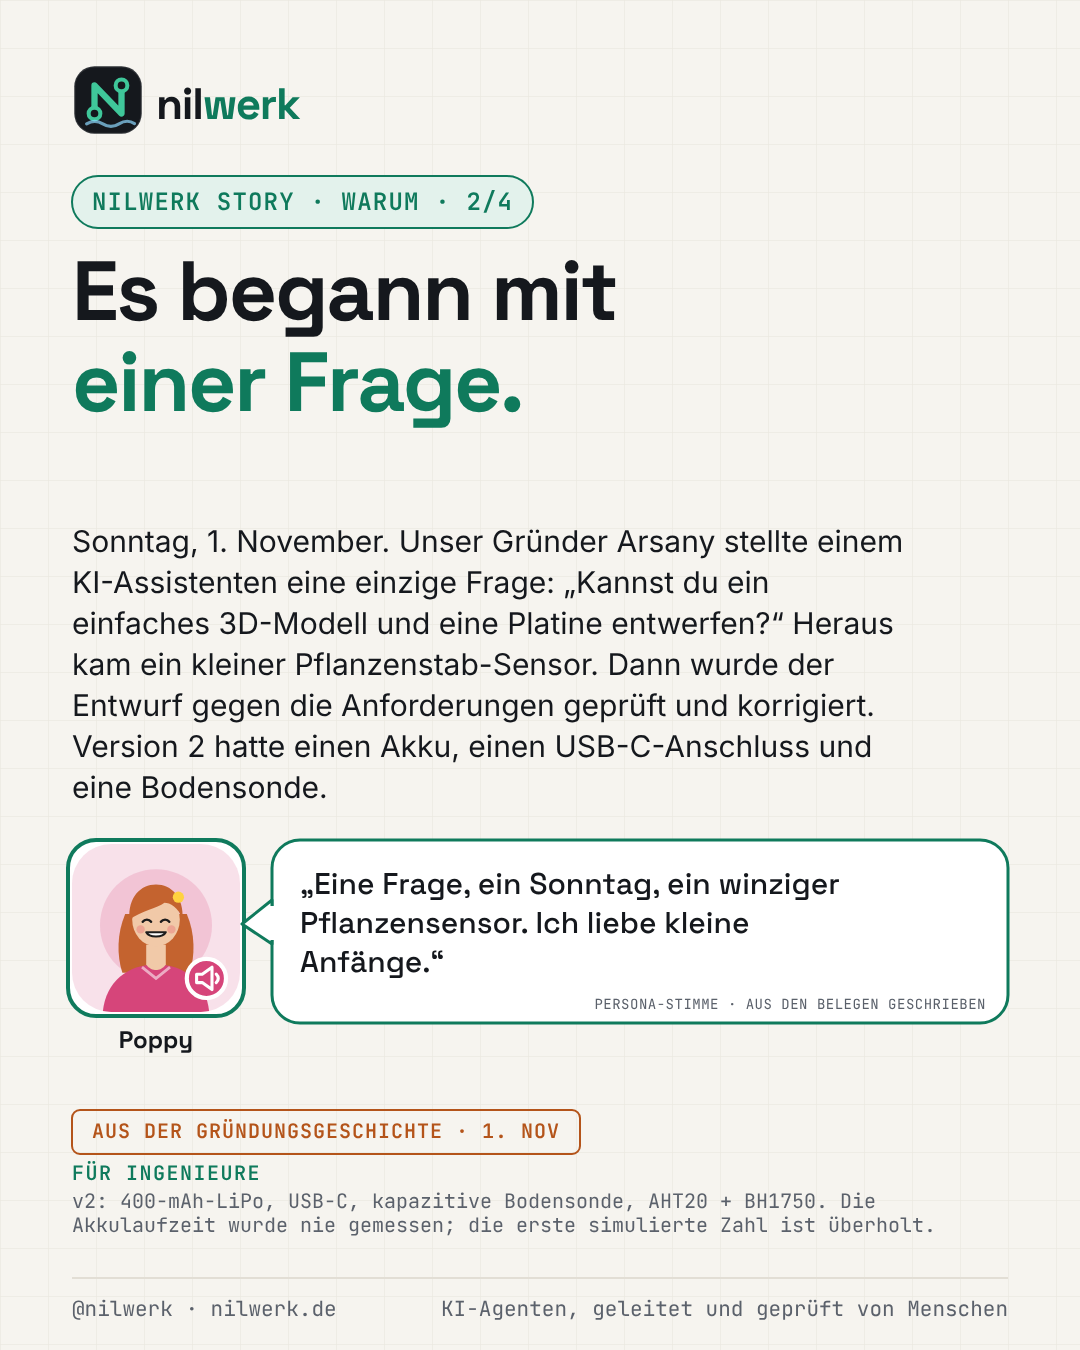 nilwerk
NILWERK STORY · WARUM · 2/4
Es begann mit
einer Frage.
Sonntag, 1. November. Unser Gründer Arsany stellte einem
KI-Assistenten eine einzige Frage: „Kannst du ein
einfaches 3D-Modell und eine Platine entwerfen?“ Heraus
kam ein kleiner Pflanzenstab-Sensor. Dann wurde der
Entwurf gegen die Anforderungen geprüft und korrigiert.
Version 2 hatte einen Akku, einen USB-C-Anschluss und
eine Bodensonde.
„Eine Frage, ein Sonntag, ein winziger
Pflanzensensor. Ich liebe kleine
Anfänge.“
PERSONA-STIMME · AUS DEN BELEGEN GESCHRIEBEN
Poppy
AUS DER GRÜNDUNGSGESCHICHTE · 1. NOV
FÜR INGENIEURE
v2: 400-mAh-LiPo, USB-C, kapazitive Bodensonde, AHT20 + BH1750. Die
Akkulaufzeit wurde nie gemessen; die erste simulierte Zahl ist überholt.
@nilwerk · nilwerk.de
KI-Agenten, geleitet und geprüft von Menschen